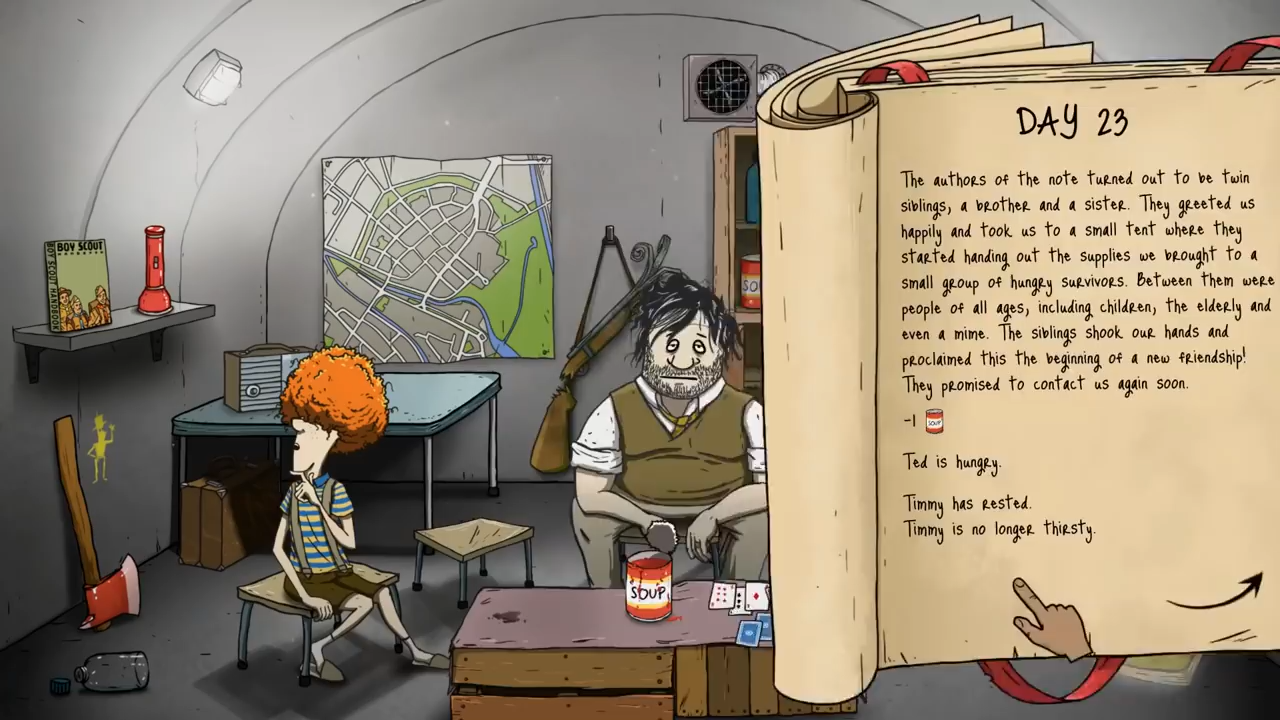 DAY 23
The authors of the note turned out to be twin
siblings, a brother and a sister. They greeted us
happily and took us to a small tent where they
started handing out the supplies we brought to a
small group of hungry survivors. Between them were
people of all ages, including children, the elderly and
even a mime. The siblings shook our hands and
proclaimed this the beginning of a new friendship!
They promised to contact us again soon.
-1 SOUP
Ted is hungry.
Timmy has rested.
Timmy is no longer thirsty.
BOY SCOUT
BOY SCOUT HANDBOOK
SO
SOUP